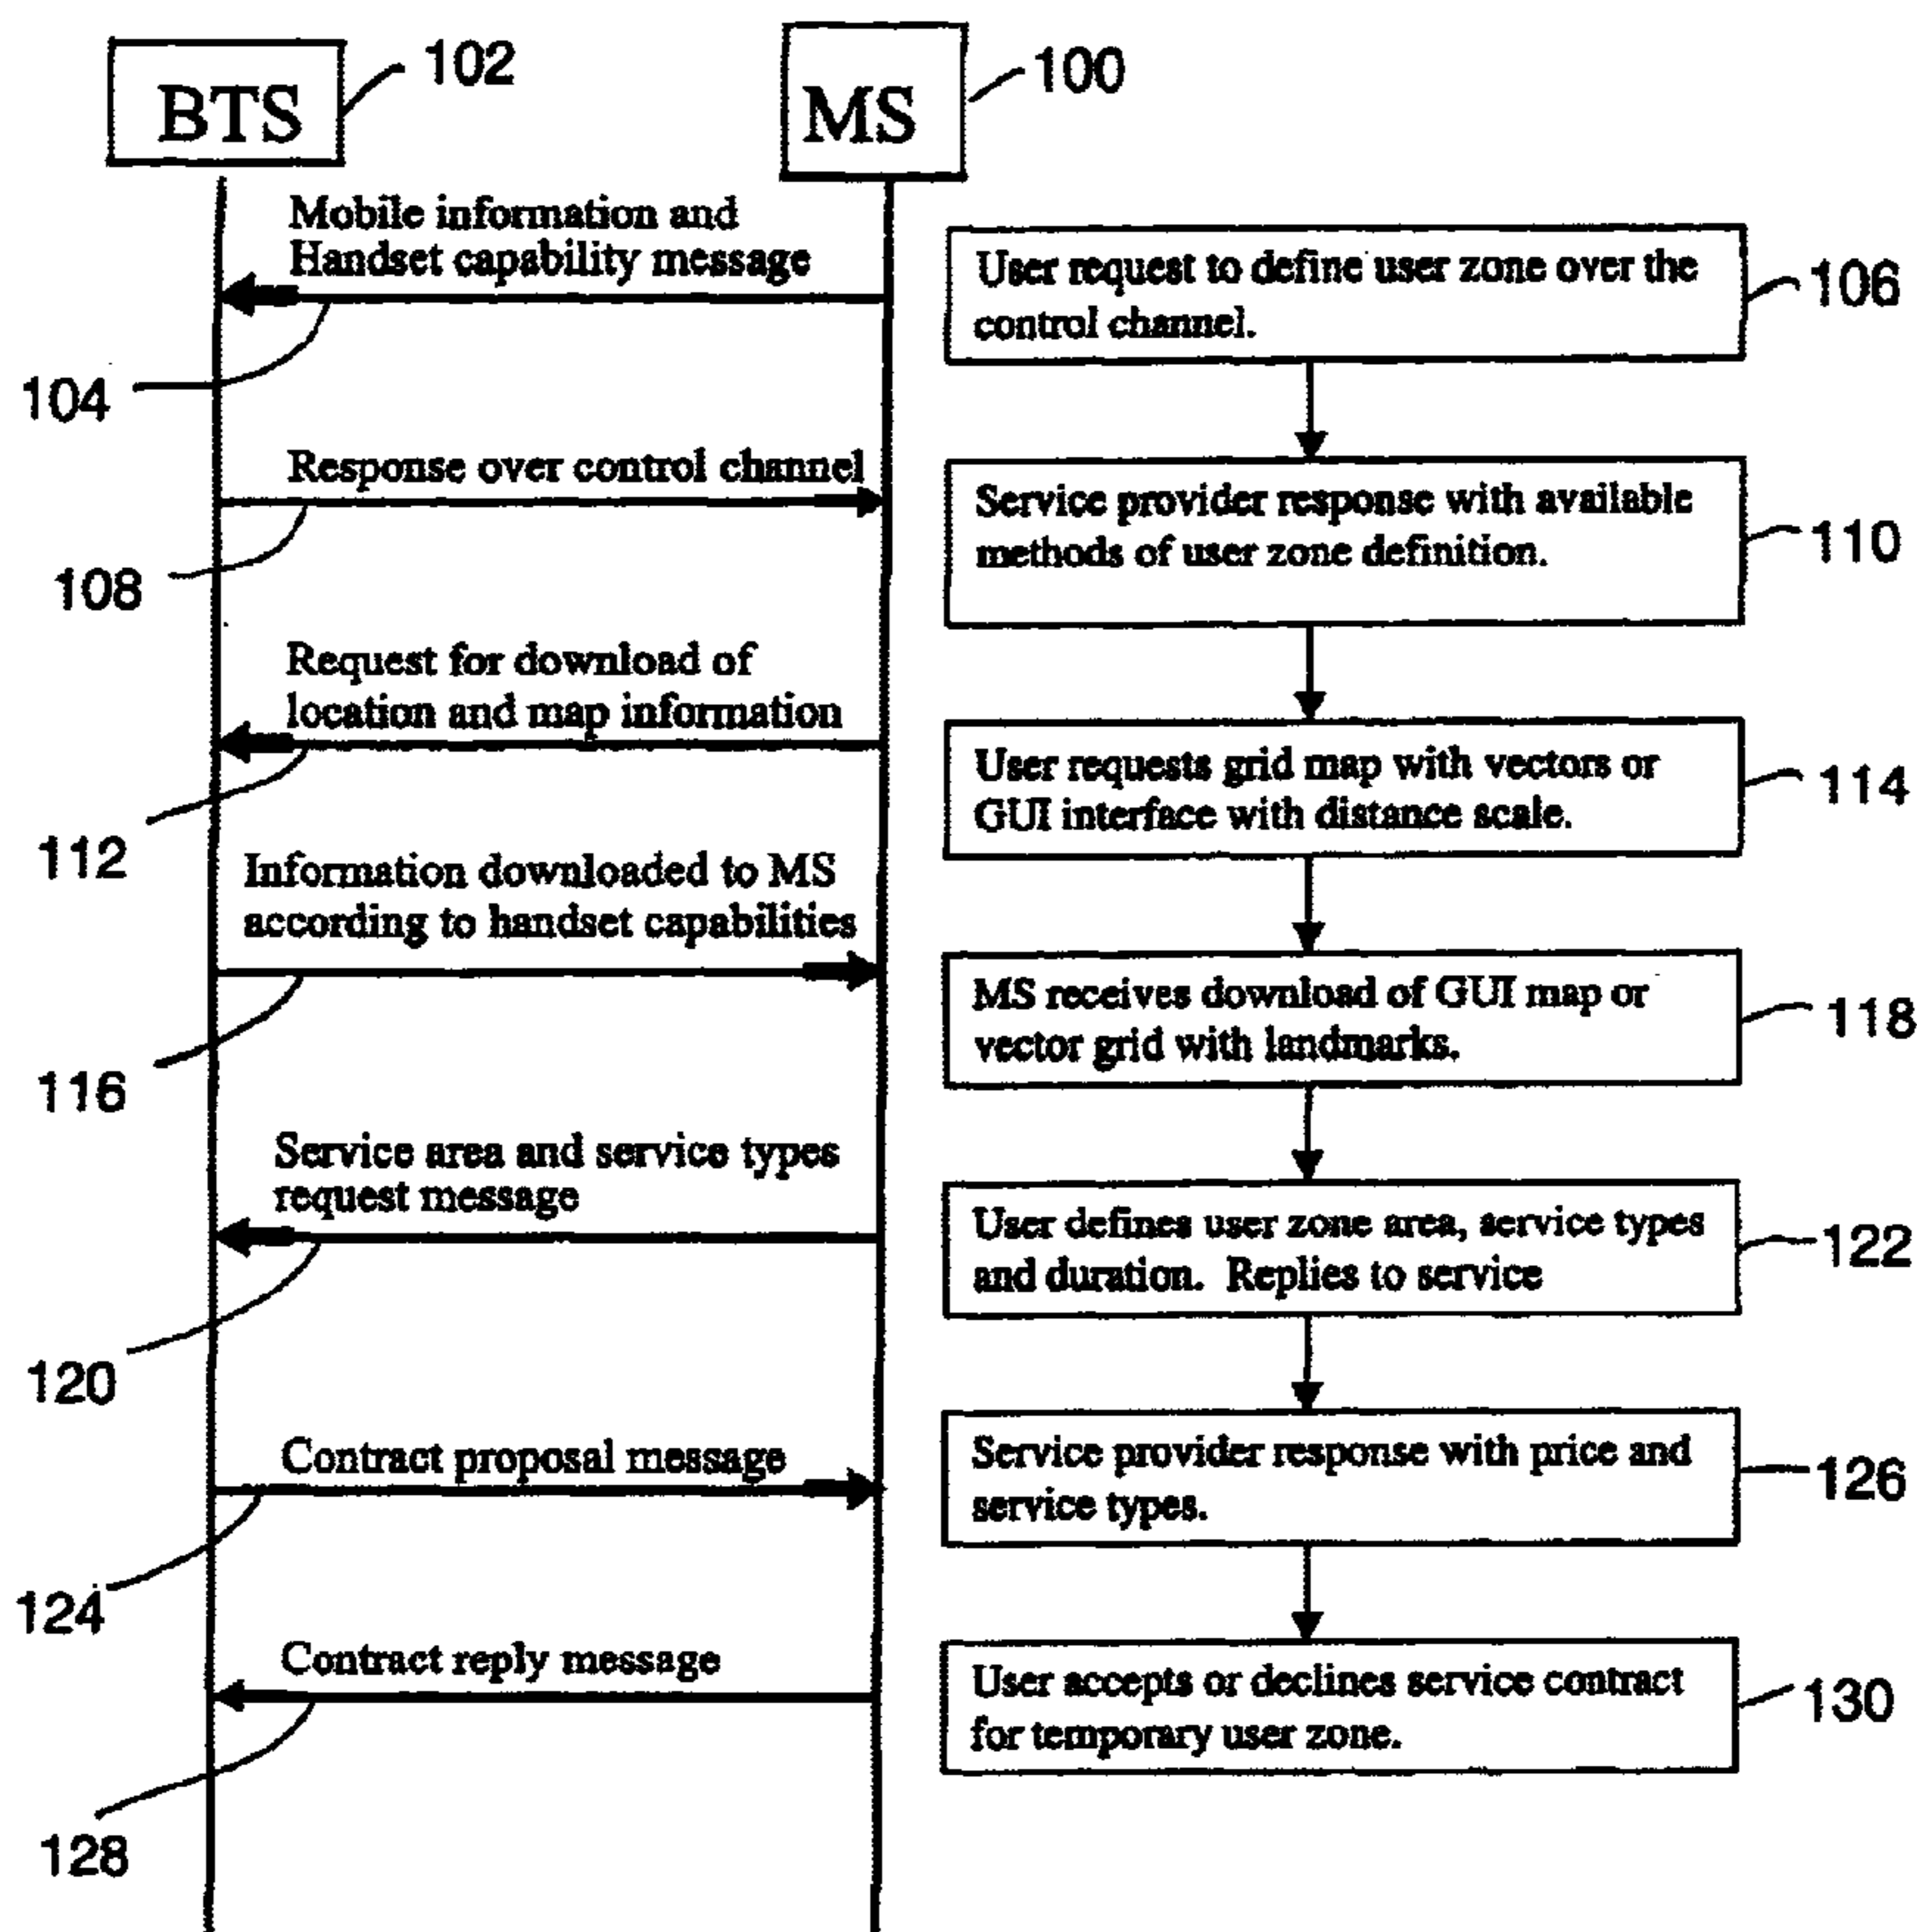 BTS
102
MS
100
Mobile information and
Handset capability message
104
User request to define user zone over the
control channel.
106
Response over control channel
108
Service provider response with available
methods of user zone definition.
110
Request for download of
location and map information
112
User requests grid map with vectors or
GUI interface with distance scale.
114
Information downloaded to MS
according to handset capabilities
116
MS receives download of GUI map or
vector grid with landmarks.
118
Service area and service types
request message
120
User defines user zone area, service types
and duration. Replies to service
122
Contract proposal message
124
Service provider response with price and
service types.
126
Contract reply message
128
User accepts or declines service contract
for temporary user zone.
130